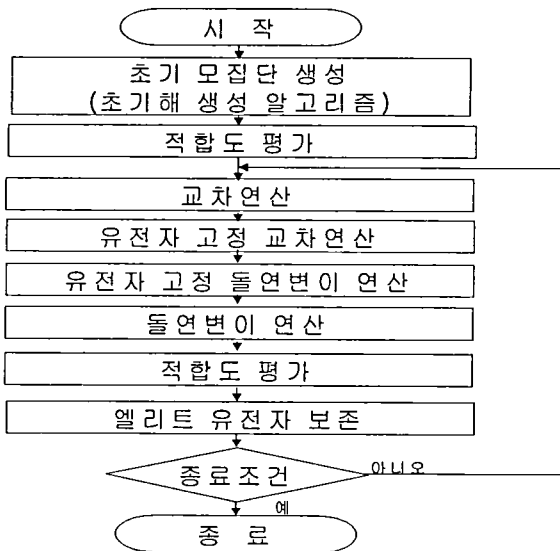 시 작
초기 모집단 생성
(초기해 생성 알고리즘)
적합도 평가
교차연산
유전자 고정 교차연산
유전자 고정 돌연변이 연산
돌연변이 연산
적합도 평가
엘리트 유전자 보존
종료조건
아니오
예
종 료